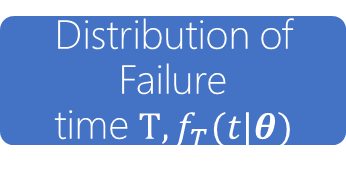 Distribution of
Failure
time T, f_T(t|θ)